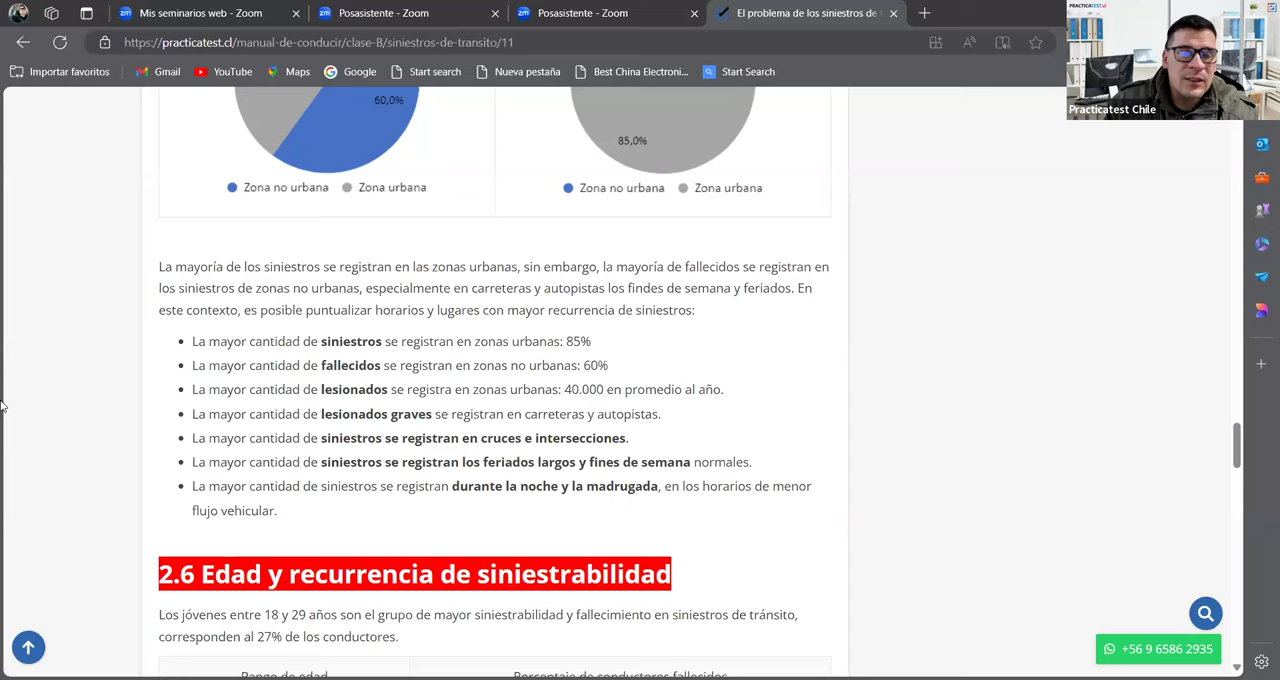 Mis seminarios web - Zoom
Posasistente - Zoom
Posasistente - Zoom
El problema de los siniestros de
https://practicatest.cl/manual-de-conducir/clase-B/siniestros-de-transito/11
Importar favoritos
Gmail
YouTube
Maps
Google
Start search
Nueva pestaña
Best China Electroni...
Start Search
PRACTICATEST.cl
Practicatest Chile
60,0%
85,0%
Zona no urbana Zona urbana
Zona no urbana Zona urbana
La mayoría de los siniestros se registran en las zonas urbanas, sin embargo, la mayoría de fallecidos se registran en
los siniestros de zonas no urbanas, especialmente en carreteras y autopistas los findes de semana y feriados. En
este contexto, es posible puntualizar horarios y lugares con mayor recurrencia de siniestros:
La mayor cantidad de siniestros se registran en zonas urbanas: 85%
La mayor cantidad de fallecidos se registran en zonas no urbanas: 60%
La mayor cantidad de lesionados se registra en zonas urbanas: 40.000 en promedio al año.
La mayor cantidad de lesionados graves se registran en carreteras y autopistas.
La mayor cantidad de siniestros se registran en cruces e intersecciones.
La mayor cantidad de siniestros se registran los feriados largos y fines de semana normales.
La mayor cantidad de siniestros se registran durante la noche y la madrugada, en los horarios de menor
flujo vehicular.
2.6 Edad y recurrencia de siniestrabilidad
Los jóvenes entre 18 y 29 años son el grupo de mayor siniestrabilidad y fallecimiento en siniestros de tránsito,
corresponden al 27% de los conductores.
Rango de edad
Porcentaje de conductores fallecidos
+56 9 6586 2935